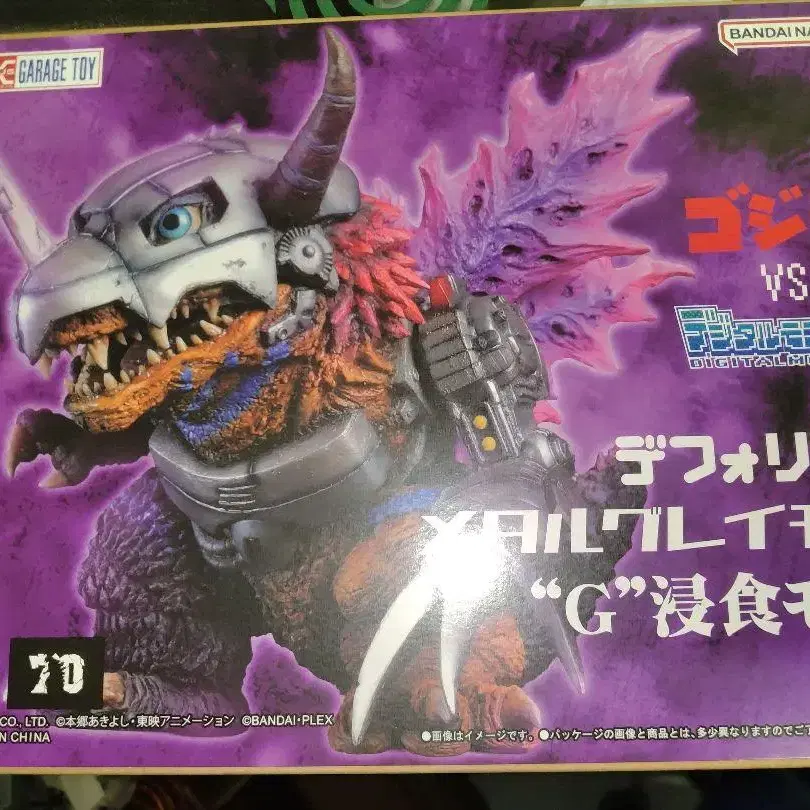 GARAGE TOY
BANDAI NA
ゴジ
VS
デジタルモ
DIGITAL M
デフォリ
メタルグレイモ
“G”浸食モ
70
CO., LTD. ©本郷あきよし・東映アニメーション ©BANDAI・PLEX
N CHINA
●画像はイメージです。 ●パッケージの画像と商品とは、多少異なりますのでご